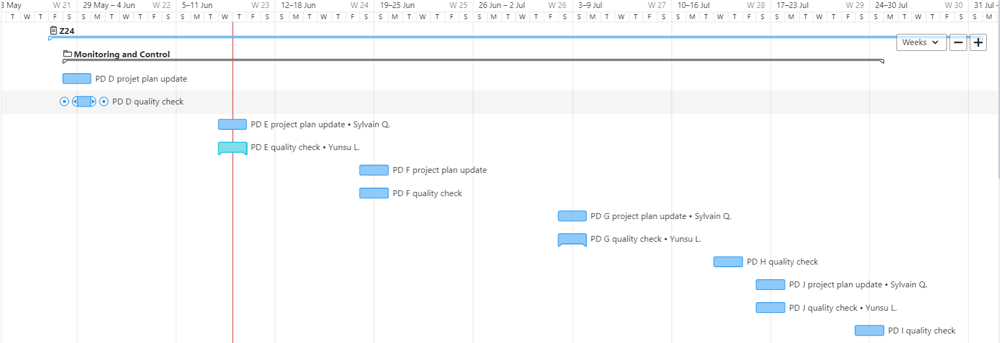 3 May W 21 29 May – 4 Jun W 22 5–11 Jun W 23 12–18 Jun W 24 19–25 Jun W 25 26 Jun – 2 Jul W 26 3–9 Jul W 27 10–16 Jul W 28 17–23 Jul W 29 24–30 Jul W 30 31 Jul -
T W T F S S M T W T F S S M T W T F S S M T W T F S S M T W T F S S M T W T F S S M T W T F S S M T W T F S S M T W T F S S M T W T F S S M T W T F S S M
Z24
Weeks
Monitoring and Control
PD D projet plan update
PD D quality check
PD E project plan update • Sylvain Q.
PD E quality check • Yunsu L.
PD F project plan update
PD F quality check
PD G project plan update • Sylvain Q.
PD G quality check • Yunsu L.
PD H quality check
PD J project plan update • Sylvain Q.
PD J quality check • Yunsu L.
PD I quality check